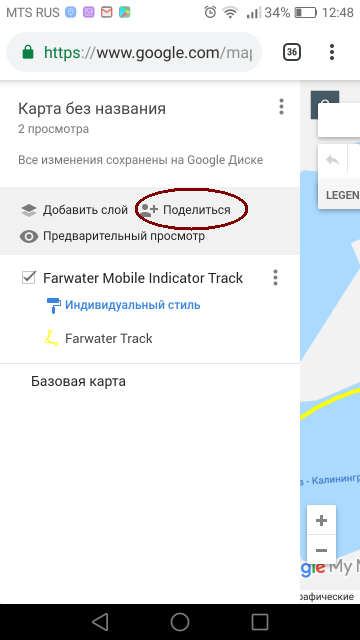 MTS RUS 34% 12:48
https://www.google.com/map
36
Карта без названия
2 просмотра
Все изменения сохранены на Google Диске
Добавить слой Поделиться
Предварительный просмотр
LEGEN
Farwater Mobile Indicator Track
Индивидуальный стиль
Farwater Track
Базовая карта
а - Калинингр
+
−
gle My M
рафические